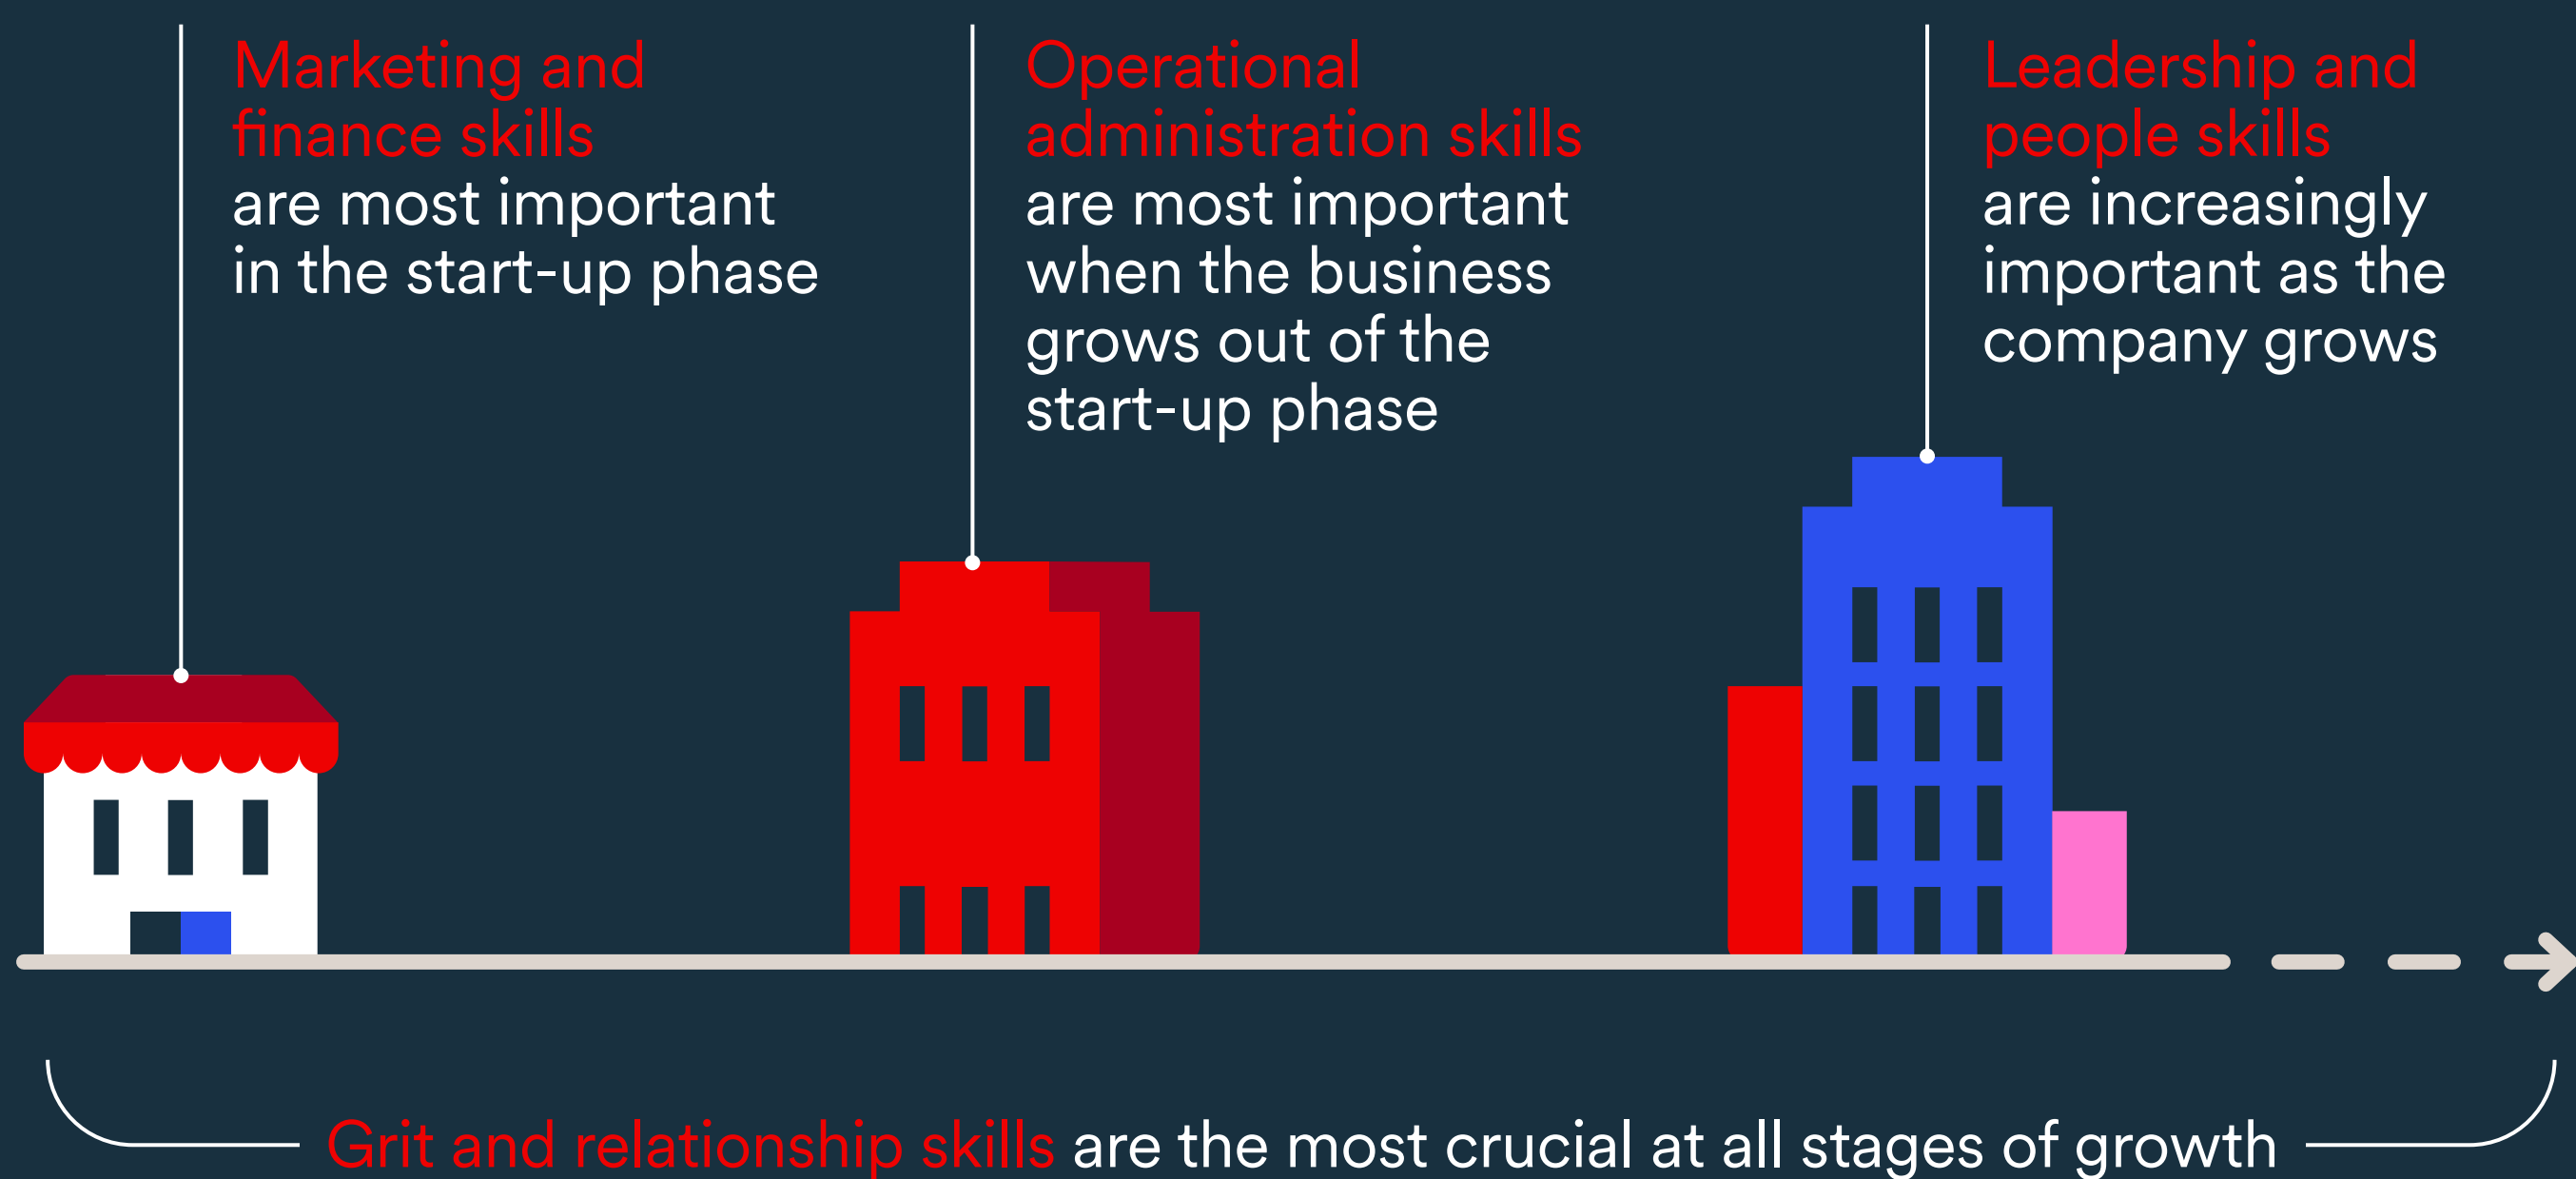 Marketing and
finance skills
are most important
in the start-up phase
Operational
administration skills
are most important
when the business
grows out of the
start-up phase
Leadership and
people skills
are increasingly
important as the
company grows
Grit and relationship skills are the most crucial at all stages of growth